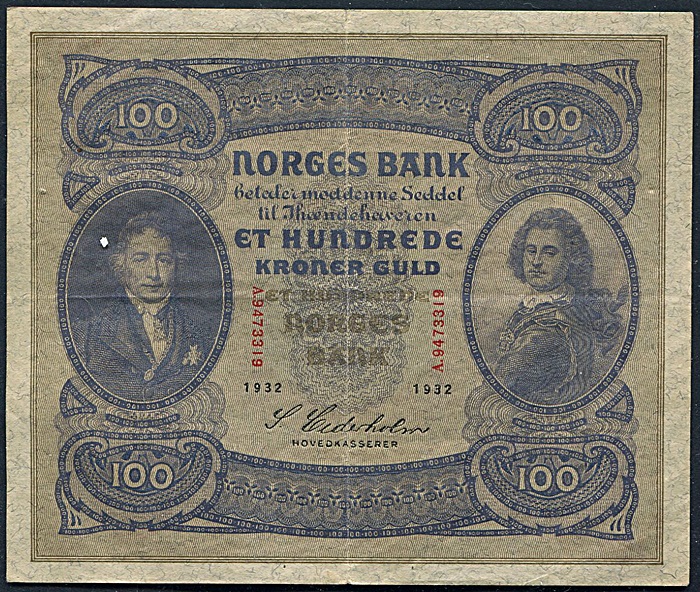 100 100
NORGES BANK
betaler mod denne Seddel
til Ihændehaveren
ET HUNDREDE
KRONER GULD
ET HUNDREDE
NORGES
BANK
A.9473319 A.9473319
1932 1932
S. Cederholm
HOVEDKASSERER
100 100